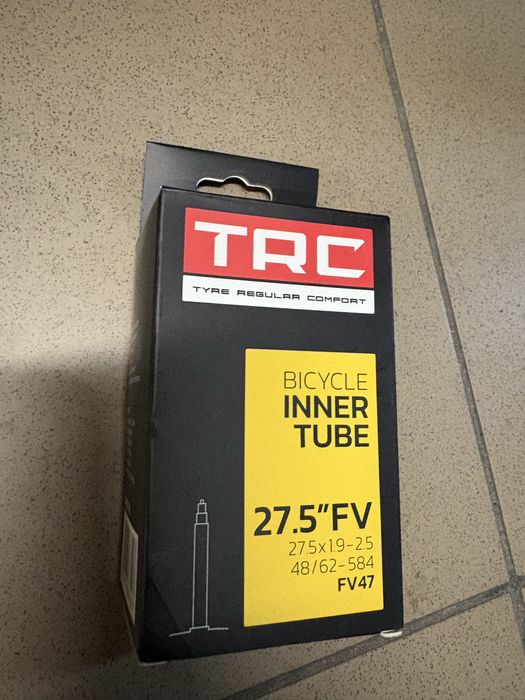 TRC
TYRE REGULAR COMFORT
BICYCLE
INNER
TUBE
27.5″FV
27.5x1.9-2.5
48/62-584
FV47